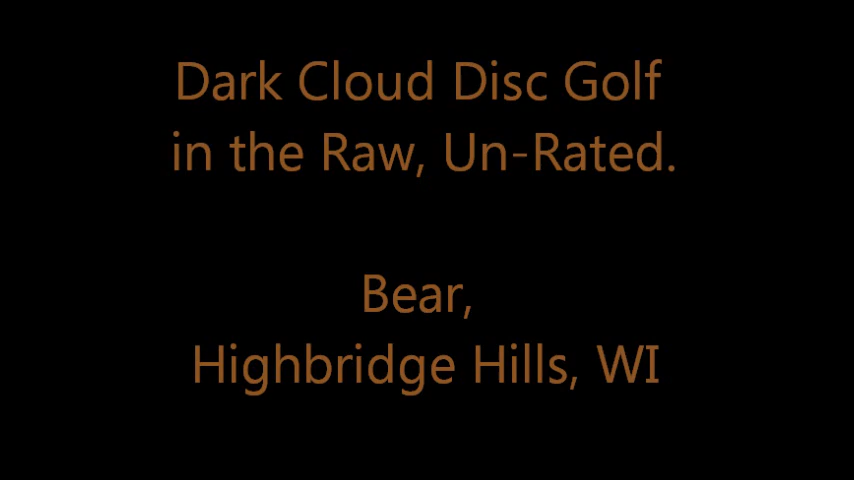 Dark Cloud Disc Golf
in the Raw, Un-Rated.
Bear,
Highbridge Hills, WI